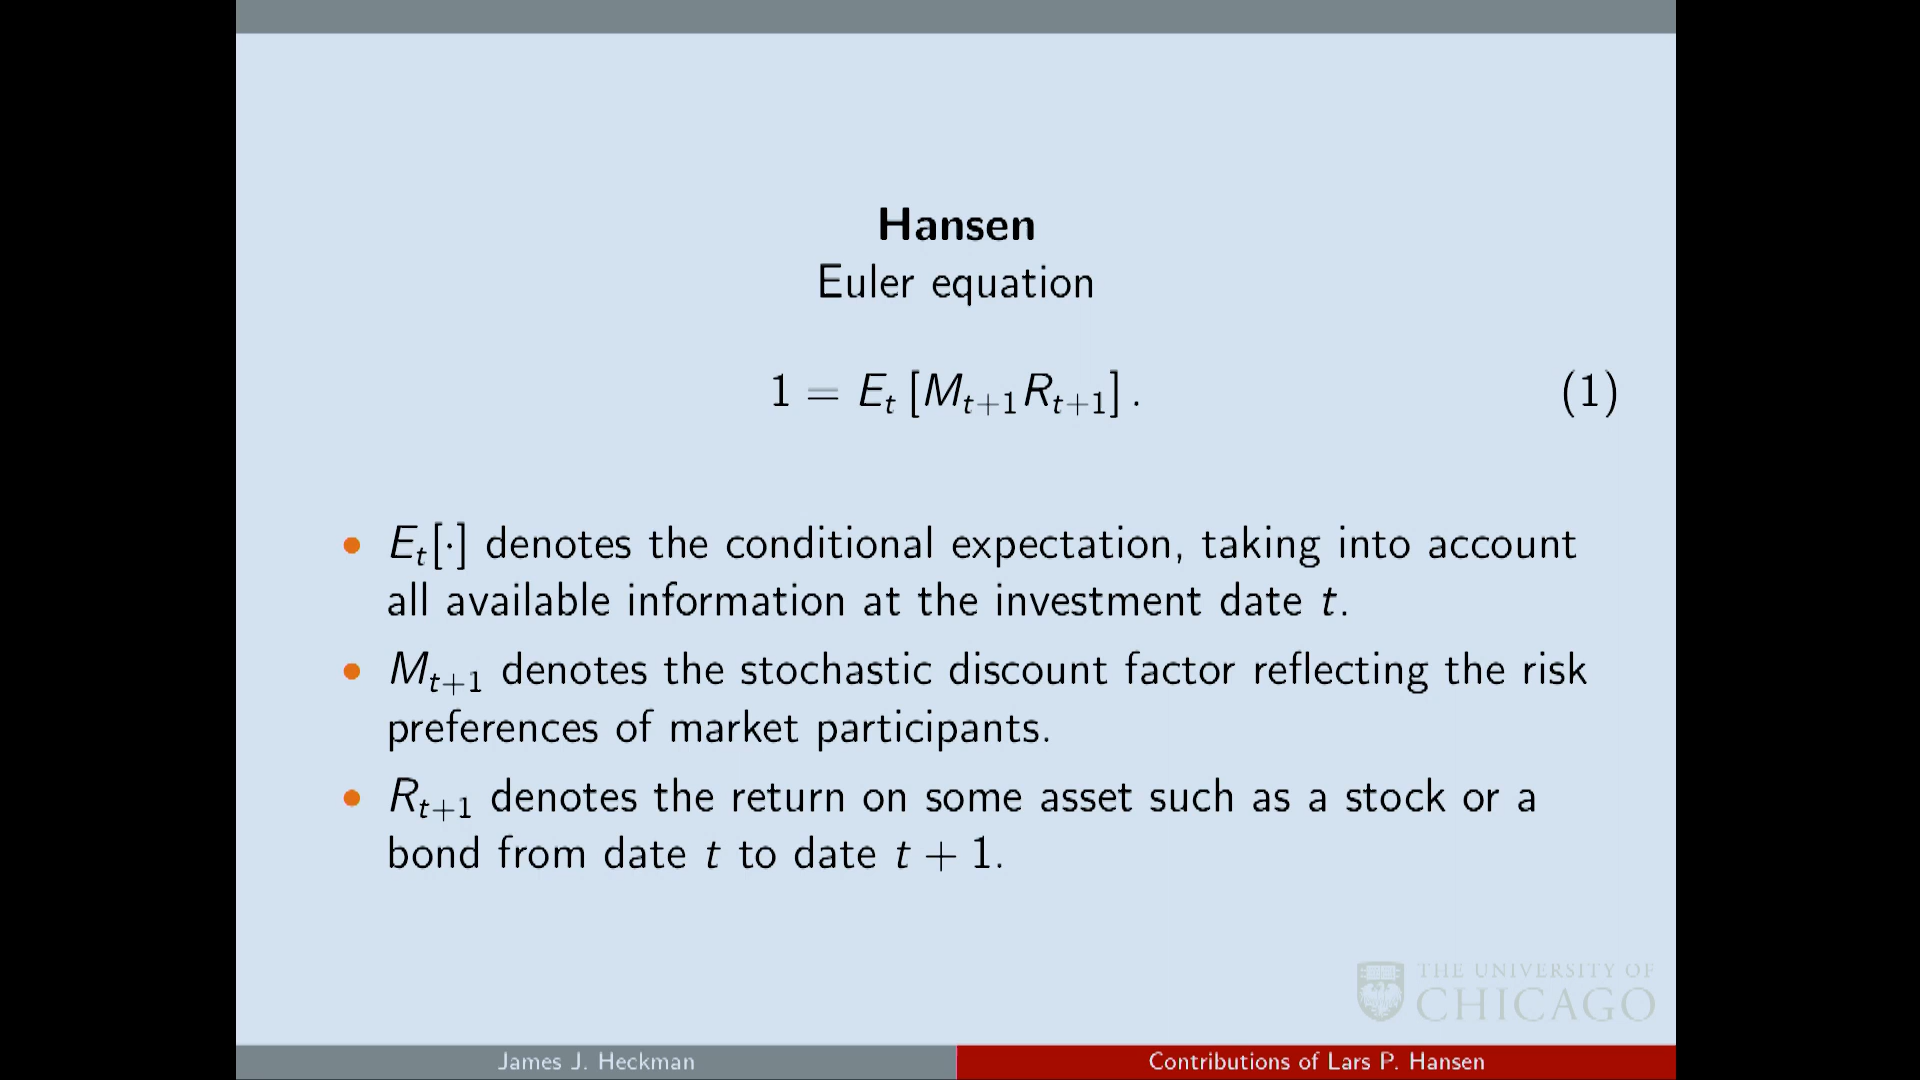 Hansen
Euler equation
1 = E_t [M_{t+1} R_{t+1}] . (1)
• E_t[·] denotes the conditional expectation, taking into account
all available information at the investment date t.
• M_{t+1} denotes the stochastic discount factor reflecting the risk
preferences of market participants.
• R_{t+1} denotes the return on some asset such as a stock or a
bond from date t to date t + 1.
THE UNIVERSITY OF
CHICAGO
James J. Heckman
Contributions of Lars P. Hansen